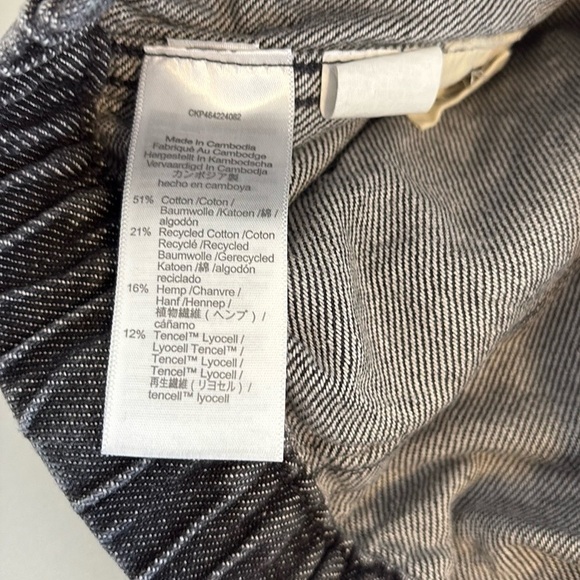 CKP484224082
Made In Cambodia
Fabriqué Au Cambodge
Hergestellt In Kambodscha
Vervaardigd In Cambodja
カンボジア製
hecho en camboya
51% Cotton /Coton /
Baumwolle /Katoen /綿 /
algodón
21% Recycled Cotton /Coton
Recyclé /Recycled
Baumwolle /Gerecycled
Katoen /綿 /algodón
reciclado
16% Hemp /Chanvre /
Hanf /Hennep /
植物繊維 (ヘンプ) /
cáñamo
12% Tencel™ Lyocell /
Lyocell Tencel™ /
Tencel™ Lyocell /
Tencel™ Lyocell /
再生繊維 (リヨセル) /
tencell™ lyocell